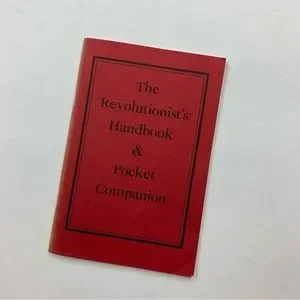 The
Revolutionist's
Handbook
&
Pocket
Companion